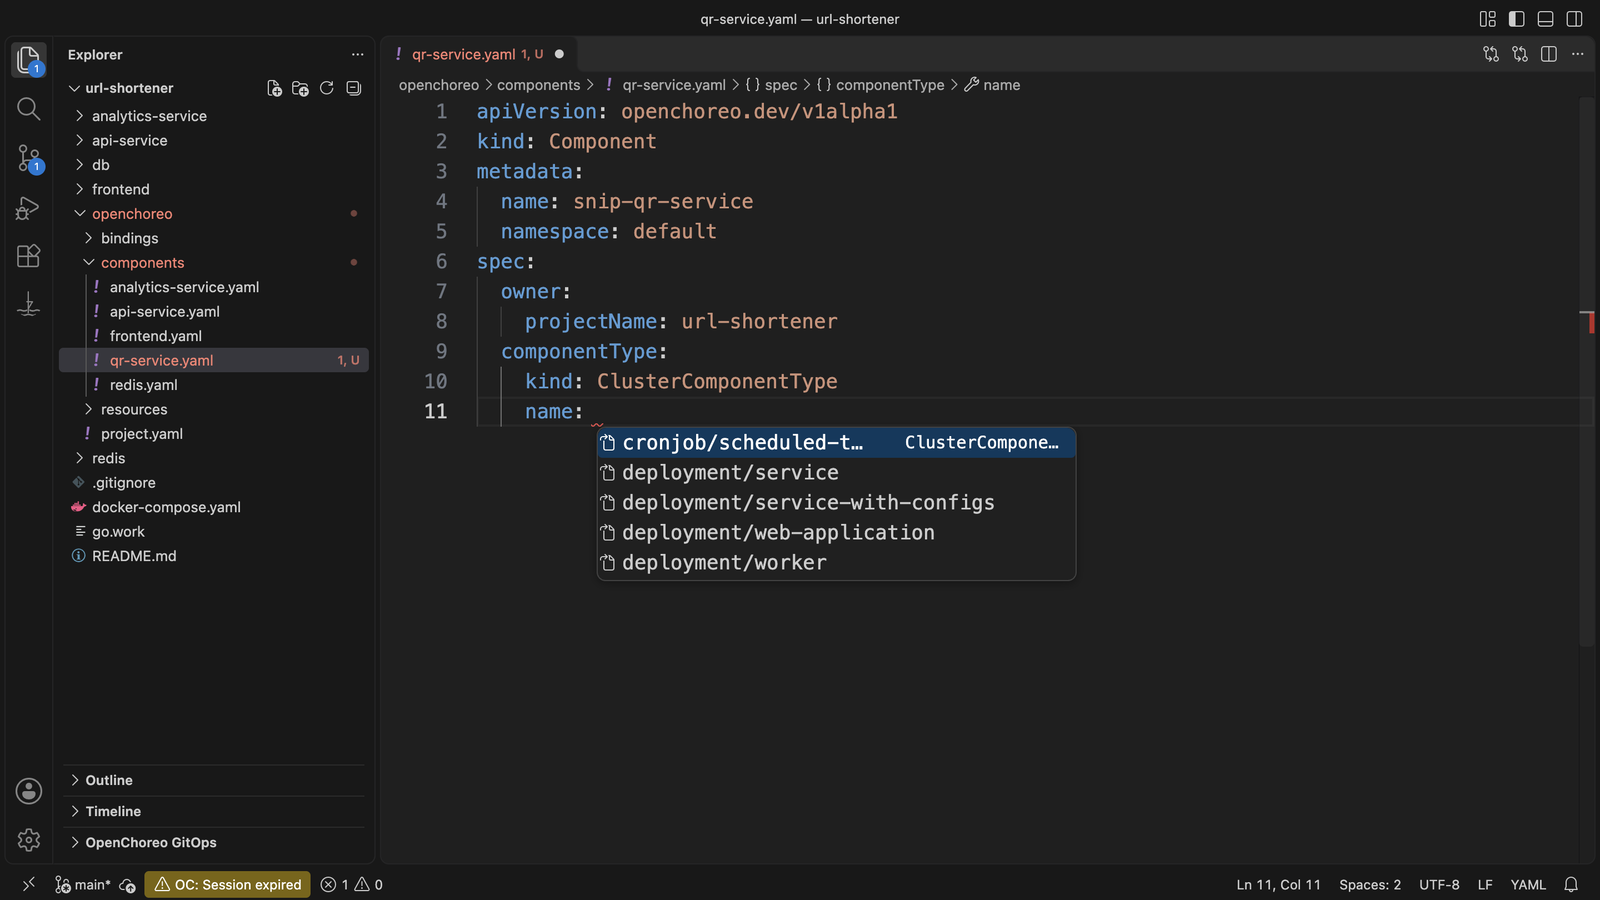 qr-service.yaml — url-shortener
Explorer
url-shortener
analytics-service
api-service
db
frontend
openchoreo
bindings
components
analytics-service.yaml
api-service.yaml
frontend.yaml
qr-service.yaml 1, U
redis.yaml
resources
project.yaml
redis
.gitignore
docker-compose.yaml
go.work
README.md
Outline
Timeline
OpenChoreo GitOps
1
1
! qr-service.yaml 1, U
openchoreo > components > ! qr-service.yaml > {} spec > {} componentType > name
1 apiVersion: openchoreo.dev/v1alpha1
2 kind: Component
3 metadata:
4 name: snip-qr-service
5 namespace: default
6 spec:
7 owner:
8 projectName: url-shortener
9 componentType:
10 kind: ClusterComponentType
11 name:
cronjob/scheduled-t… ClusterCompone…
deployment/service
deployment/service-with-configs
deployment/web-application
deployment/worker
main* OC: Session expired 1 0 Ln 11, Col 11 Spaces: 2 UTF-8 LF YAML